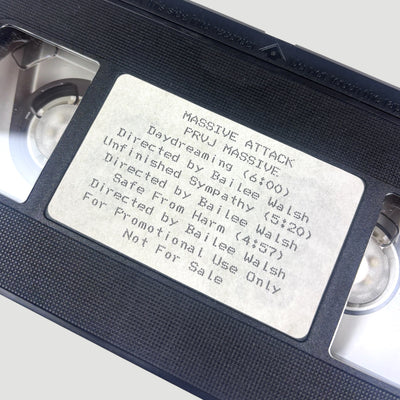 MASSIVE ATTACK
PRVJ MASSIVE
Daydreaming (6:00)
Directed by Bailee Walsh
Unfinished Sympathy (5:20)
Directed by Bailee Walsh
Safe From Harm (4:57)
Directed by Bailee Walsh
For Promotional Use Only
Not For Sale